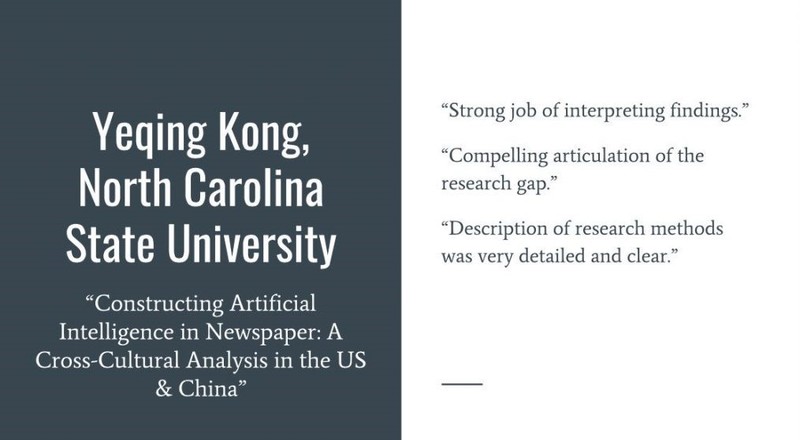 Yeqing Kong,
North Carolina
State University
“Constructing Artificial
Intelligence in Newspaper: A
Cross-Cultural Analysis in the US
& China”
“Strong job of interpreting findings.”
“Compelling articulation of the
research gap.”
“Description of research methods
was very detailed and clear.”